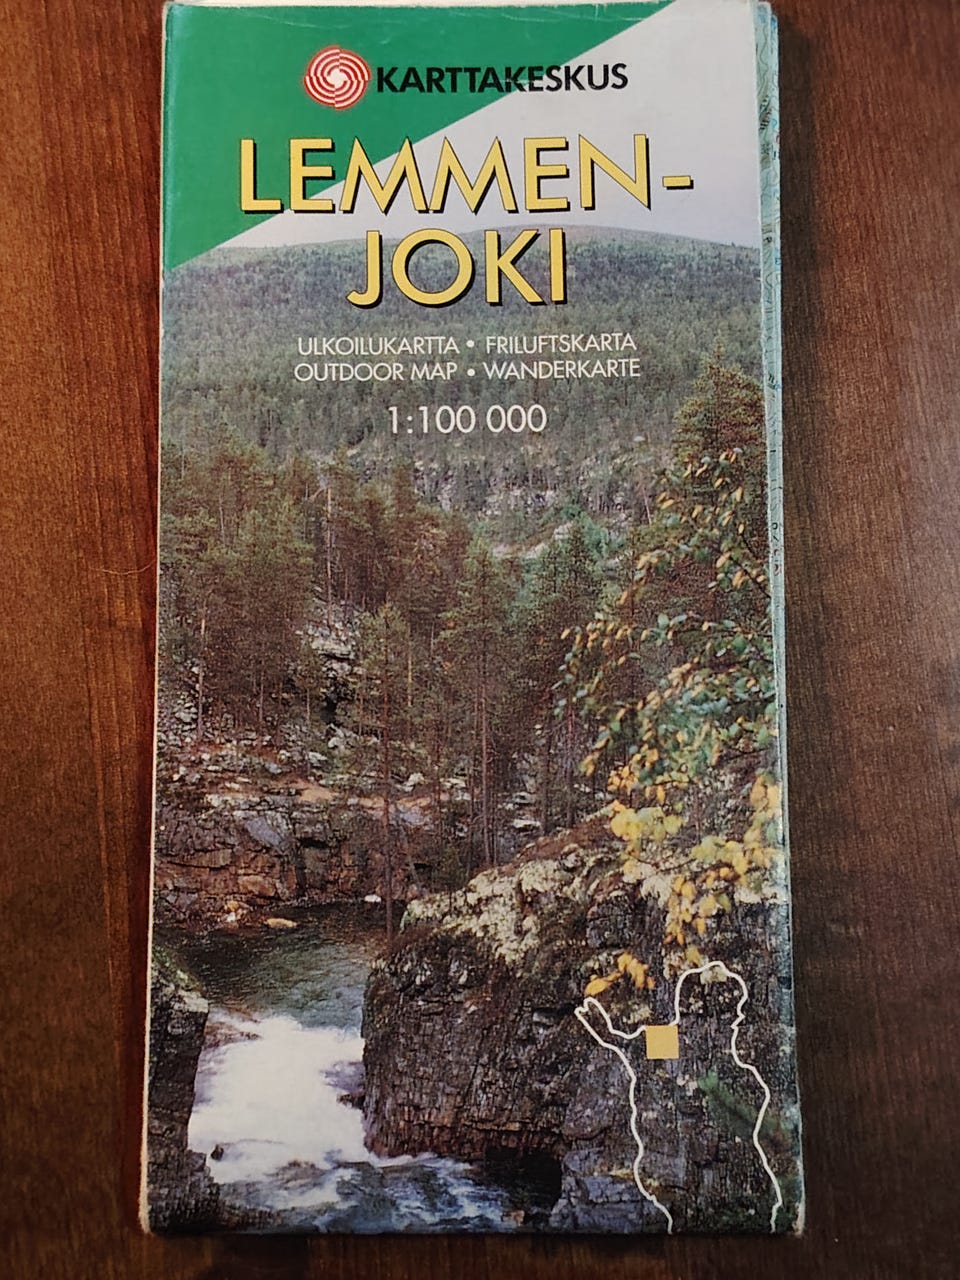 KARTTAKESKUS
LEMMEN-
JOKI
ULKOILUKARTTA • FRILUFTSKARTA
OUTDOOR MAP • WANDERKARTE
1:100 000